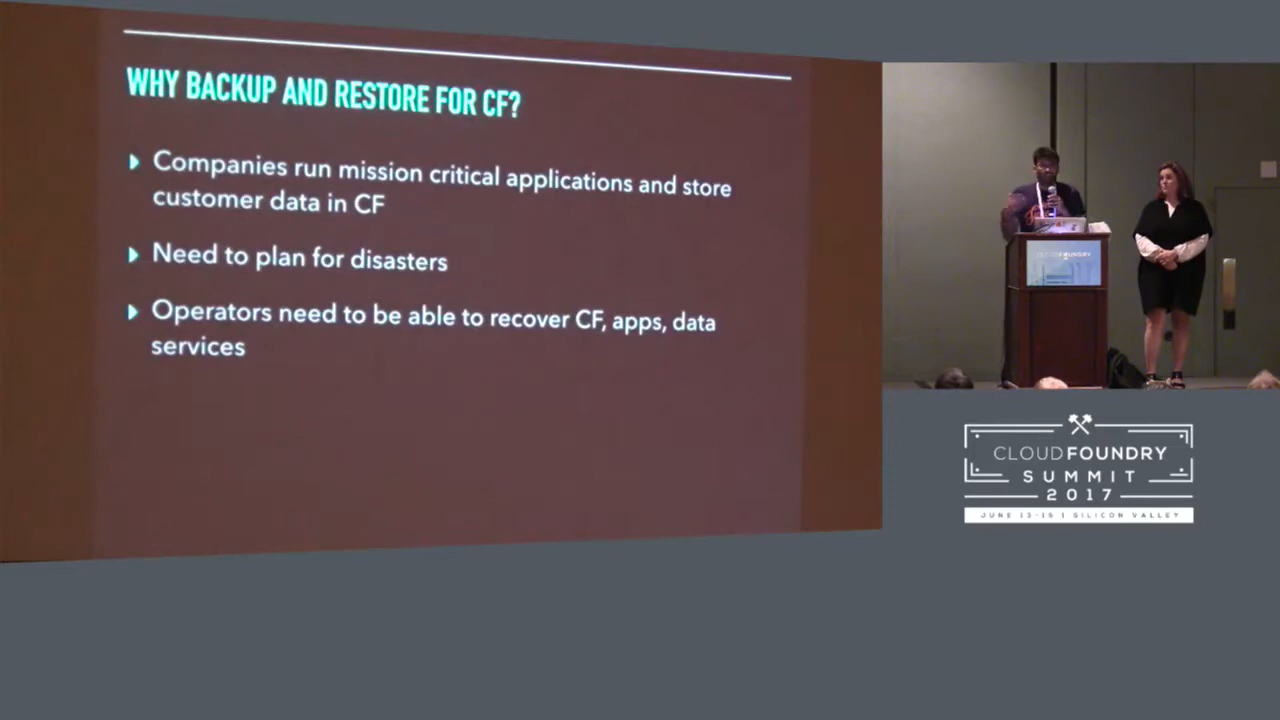 WHY BACKUP AND RESTORE FOR CF?
Companies run mission critical applications and store
customer data in CF
Need to plan for disasters
Operators need to be able to recover CF, apps, data
services
CLOUD FOUNDRY
CLOUDFOUNDRY
SUMMIT
2017
JUNE 13-15 | SILICON VALLEY